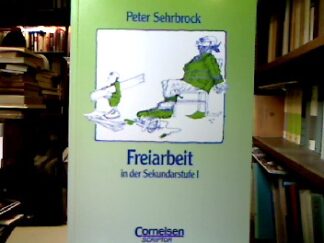 Peter Sehrbrock
Freiarbeit
in der Sekundarstufe I
Cornelsen
SCRIPTOR